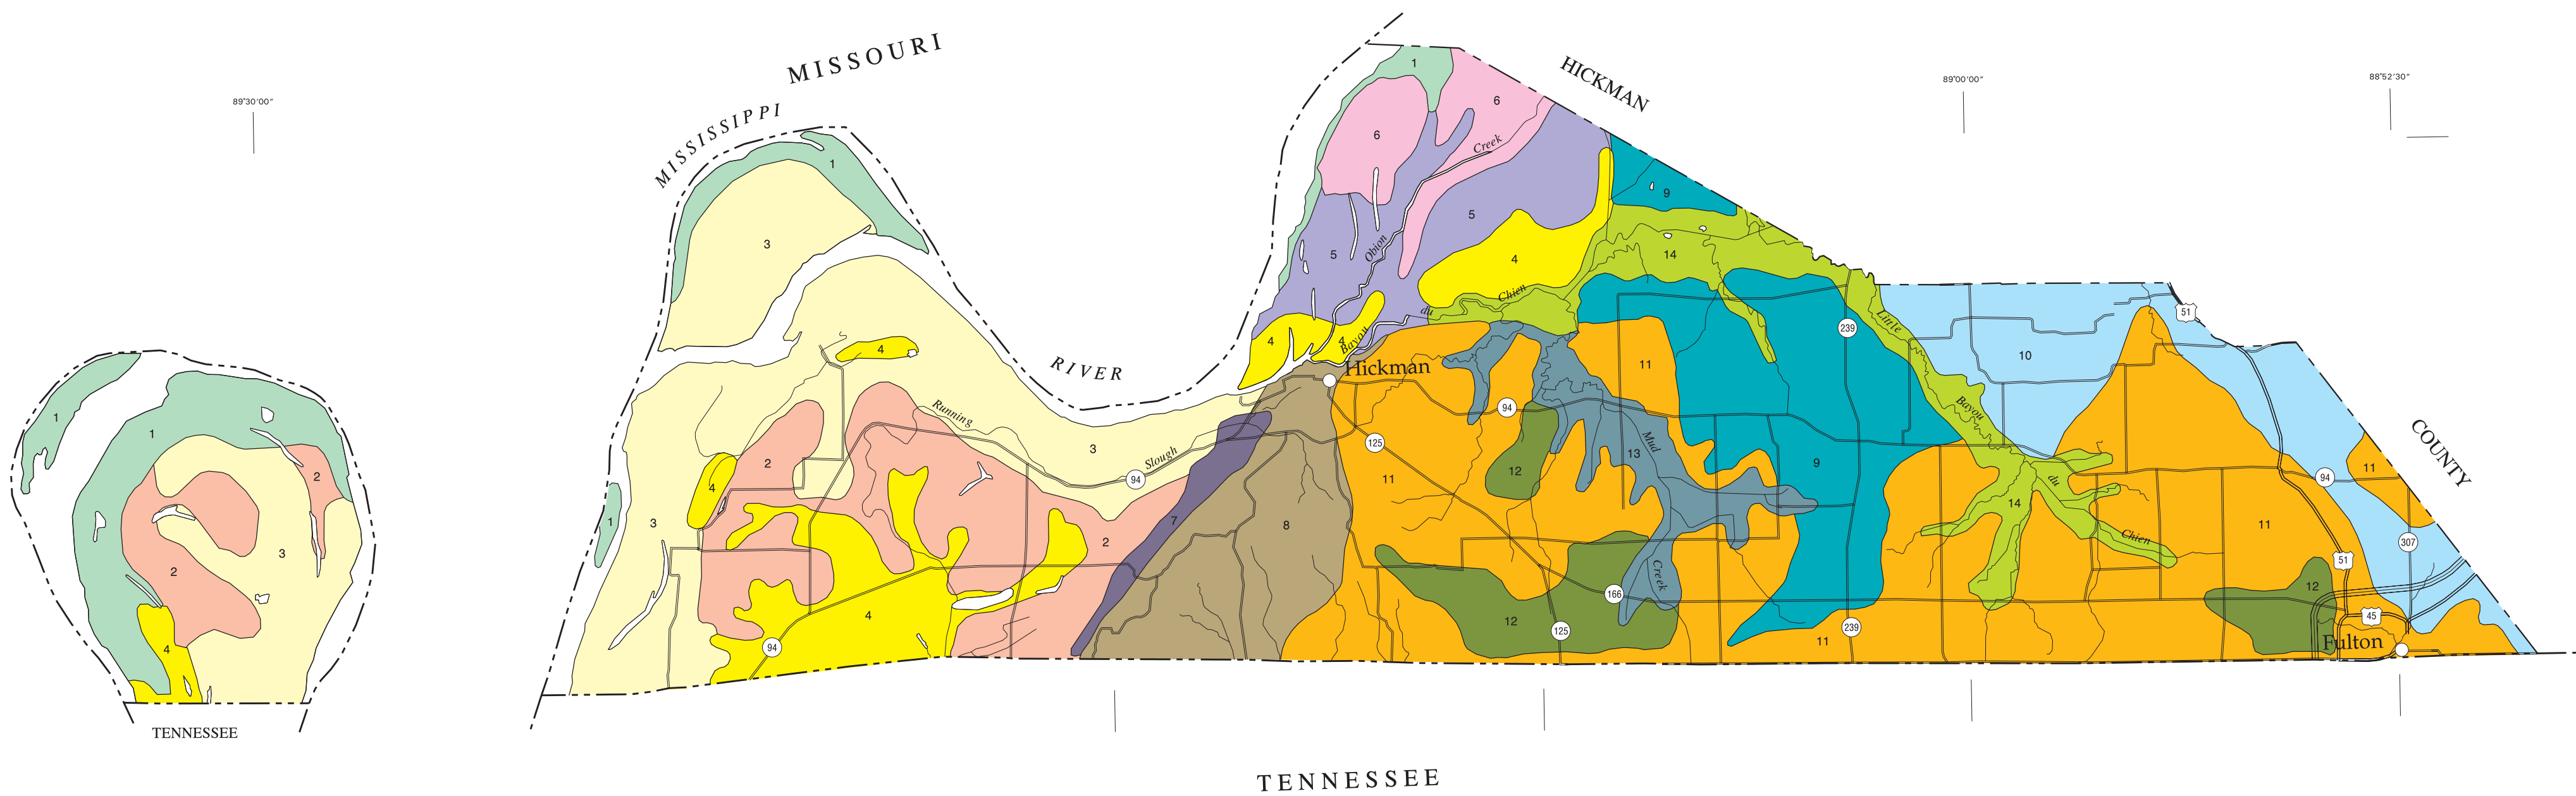 MISSOURI
HICKMAN
89°00'00"
88°52'30"
89°30'00"
MISSISSIPPI
1
6
6
Creek
1
9
5
3
14
5
4
Obion
Chien
du
51
Little
239
4
4
Bayou
10
4
RIVER
Hickman
11
1
Running
94
Bayou
1
3
125
Mud
COUNTY
Slough
13
2
12
9
11
2
94
11
94
4
du
14
1
3
7
8
11
Chien
2
3
307
51
2
Creek
12
166
4
12
45
125
239
11
4
94
Fulton
TENNESSEE
TENNESSEE